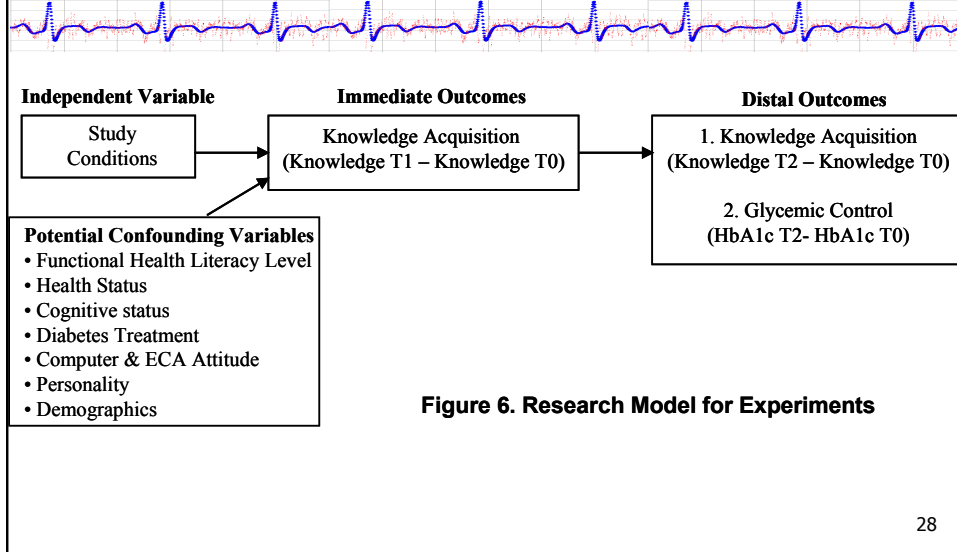 Independent Variable
Study
Conditions
Immediate Outcomes
Knowledge Acquisition
(Knowledge T1 – Knowledge T0)
Distal Outcomes
1. Knowledge Acquisition
(Knowledge T2 – Knowledge T0)
2. Glycemic Control
(HbA1c T2- HbA1c T0)
Potential Confounding Variables
• Functional Health Literacy Level
• Health Status
• Cognitive status
• Diabetes Treatment
• Computer & ECA Attitude
• Personality
• Demographics
Figure 6. Research Model for Experiments
28